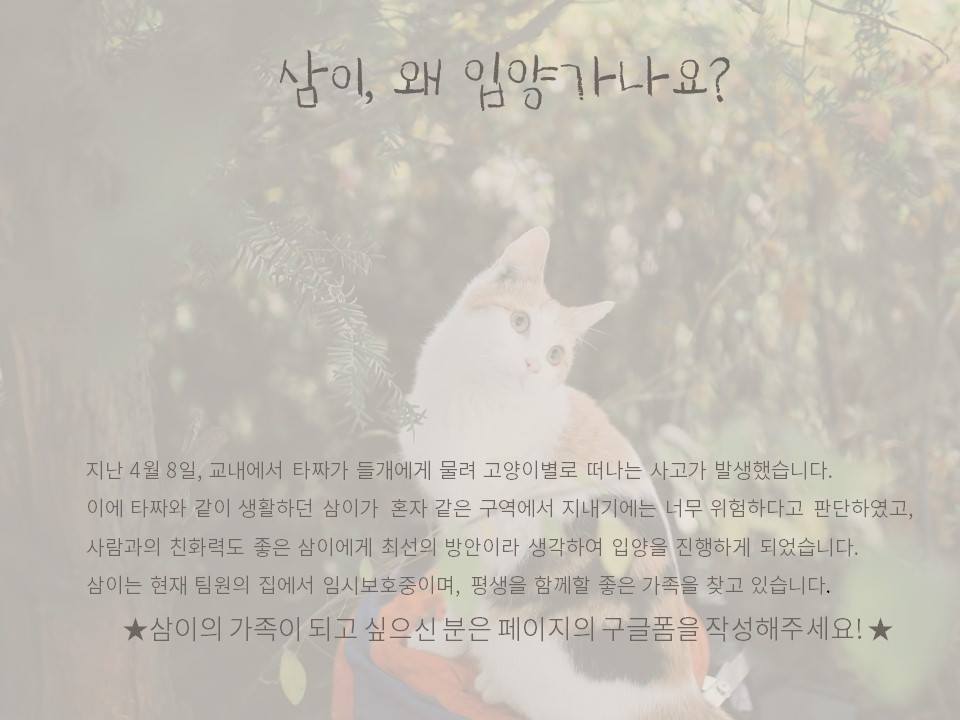 삼이, 왜 입양가나요?
지난 4월 8일, 교내에서 타짜가 들개에게 물려 고양이별로 떠나는 사고가 발생했습니다.
이에 타짜와 같이 생활하던 삼이가 혼자 같은 구역에서 지내기에는 너무 위험하다고 판단하였고,
사람과의 친화력도 좋은 삼이에게 최선의 방안이라 생각하여 입양을 진행하게 되었습니다.
삼이는 현재 팀원의 집에서 임시보호중이며, 평생을 함께할 좋은 가족을 찾고 있습니다.
★삼이의 가족이 되고 싶으신 분은 페이지의 구글폼을 작성해주세요!★